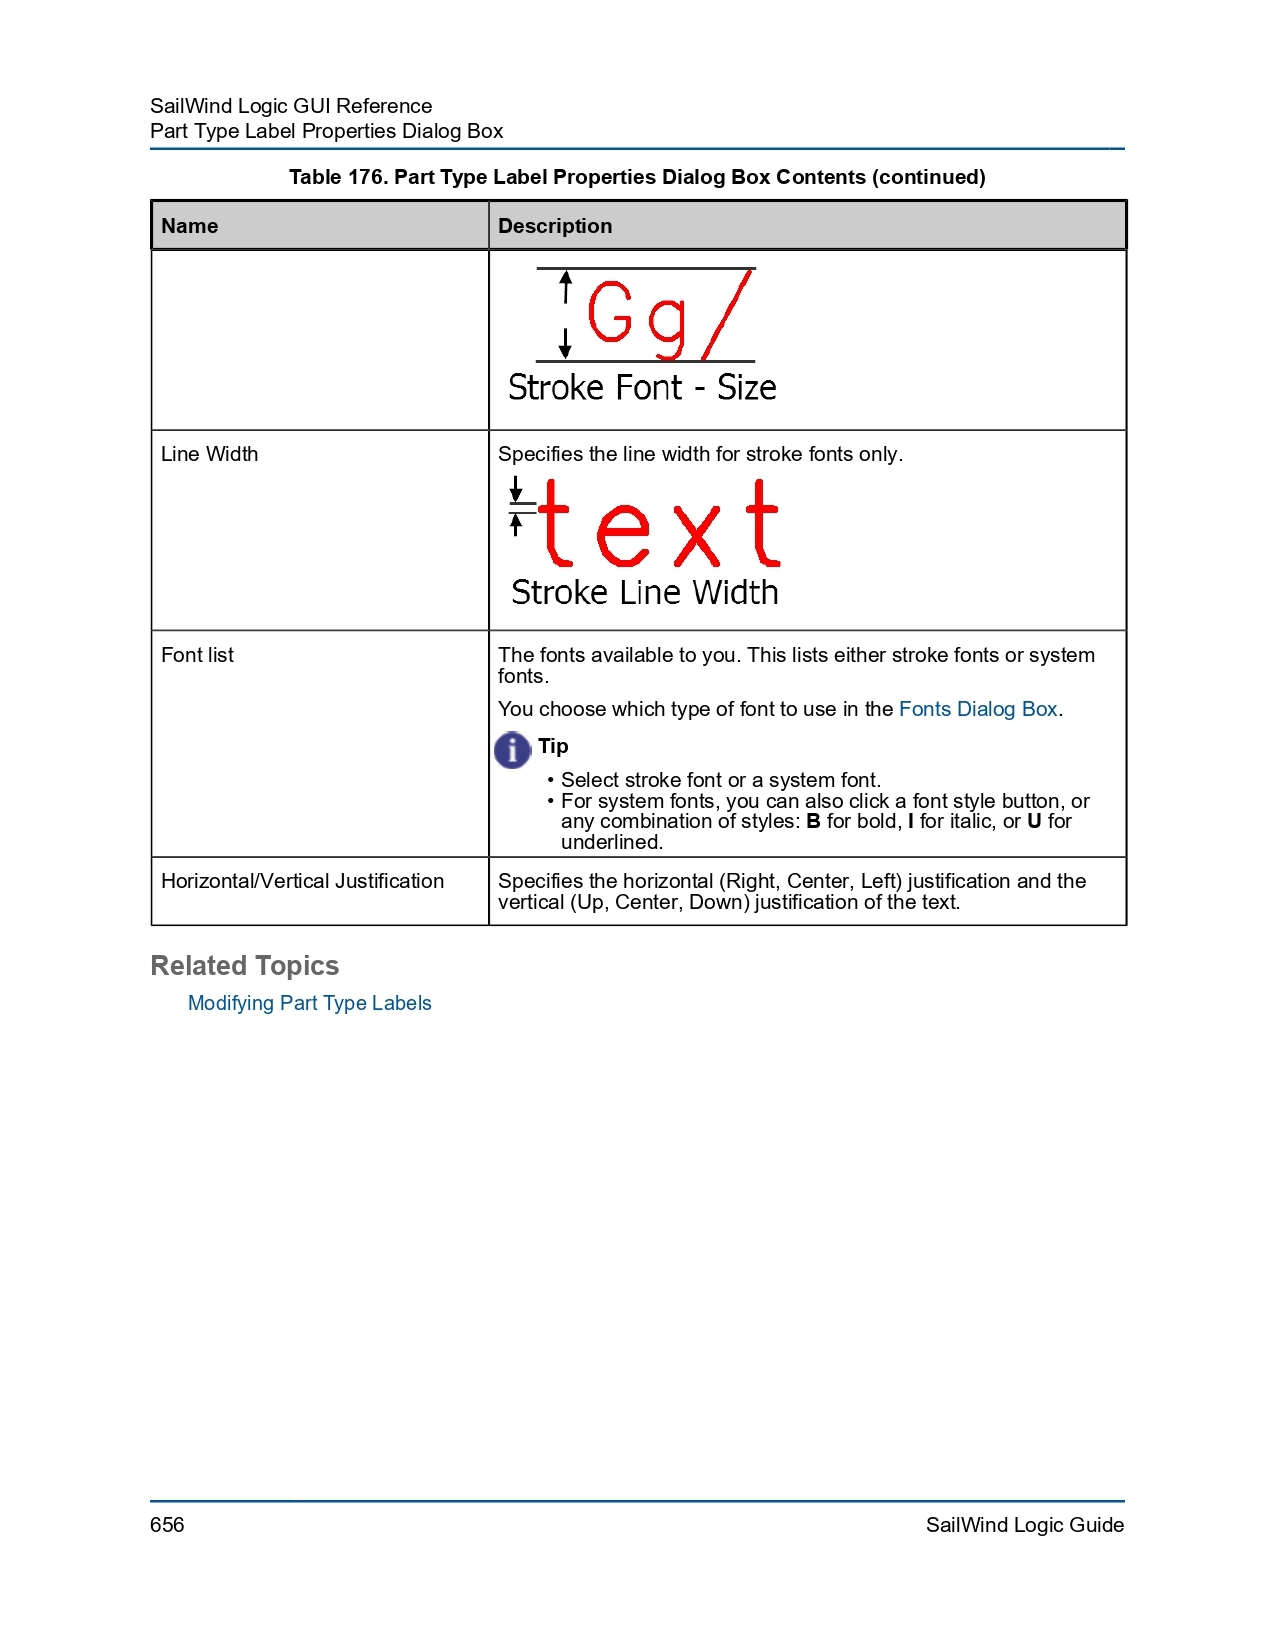 SailWind Logic GUI Reference
Part Type Label Properties Dialog Box
Table 176. Part Type Label Properties Dialog Box Contents (continued)
Name Description
Gg/
Stroke Font - Size
Line Width Specifies the line width for stroke fonts only.
text
Stroke Line Width
Font list The fonts available to you. This lists either stroke fonts or system
fonts.
You choose which type of font to use in the Fonts Dialog Box.
i Tip
• Select stroke font or a system font.
• For system fonts, you can also click a font style button, or
any combination of styles: B for bold, I for italic, or U for
underlined.
Horizontal/Vertical Justification Specifies the horizontal (Right, Center, Left) justification and the
vertical (Up, Center, Down) justification of the text.
Related Topics
Modifying Part Type Labels
656 SailWind Logic Guide